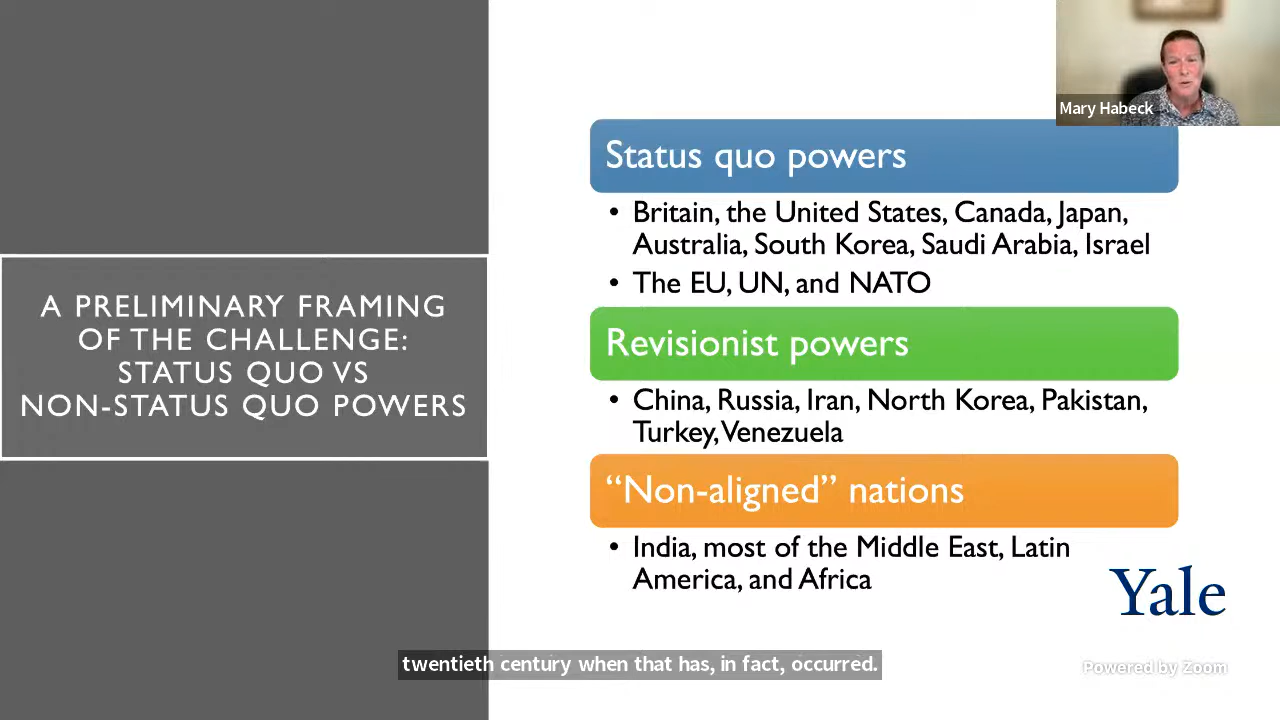 Mary Habeck
Status quo powers
• Britain, the United States, Canada, Japan,
Australia, South Korea, Saudi Arabia, Israel
• The EU, UN, and NATO
A PRELIMINARY FRAMING
OF THE CHALLENGE:
STATUS QUO VS
NON-STATUS QUO POWERS
Revisionist powers
• China, Russia, Iran, North Korea, Pakistan,
Turkey, Venezuela
“Non-aligned” nations
• India, most of the Middle East, Latin
America, and Africa
Yale
twentieth century when that has, in fact, occurred.
Powered by Zoom